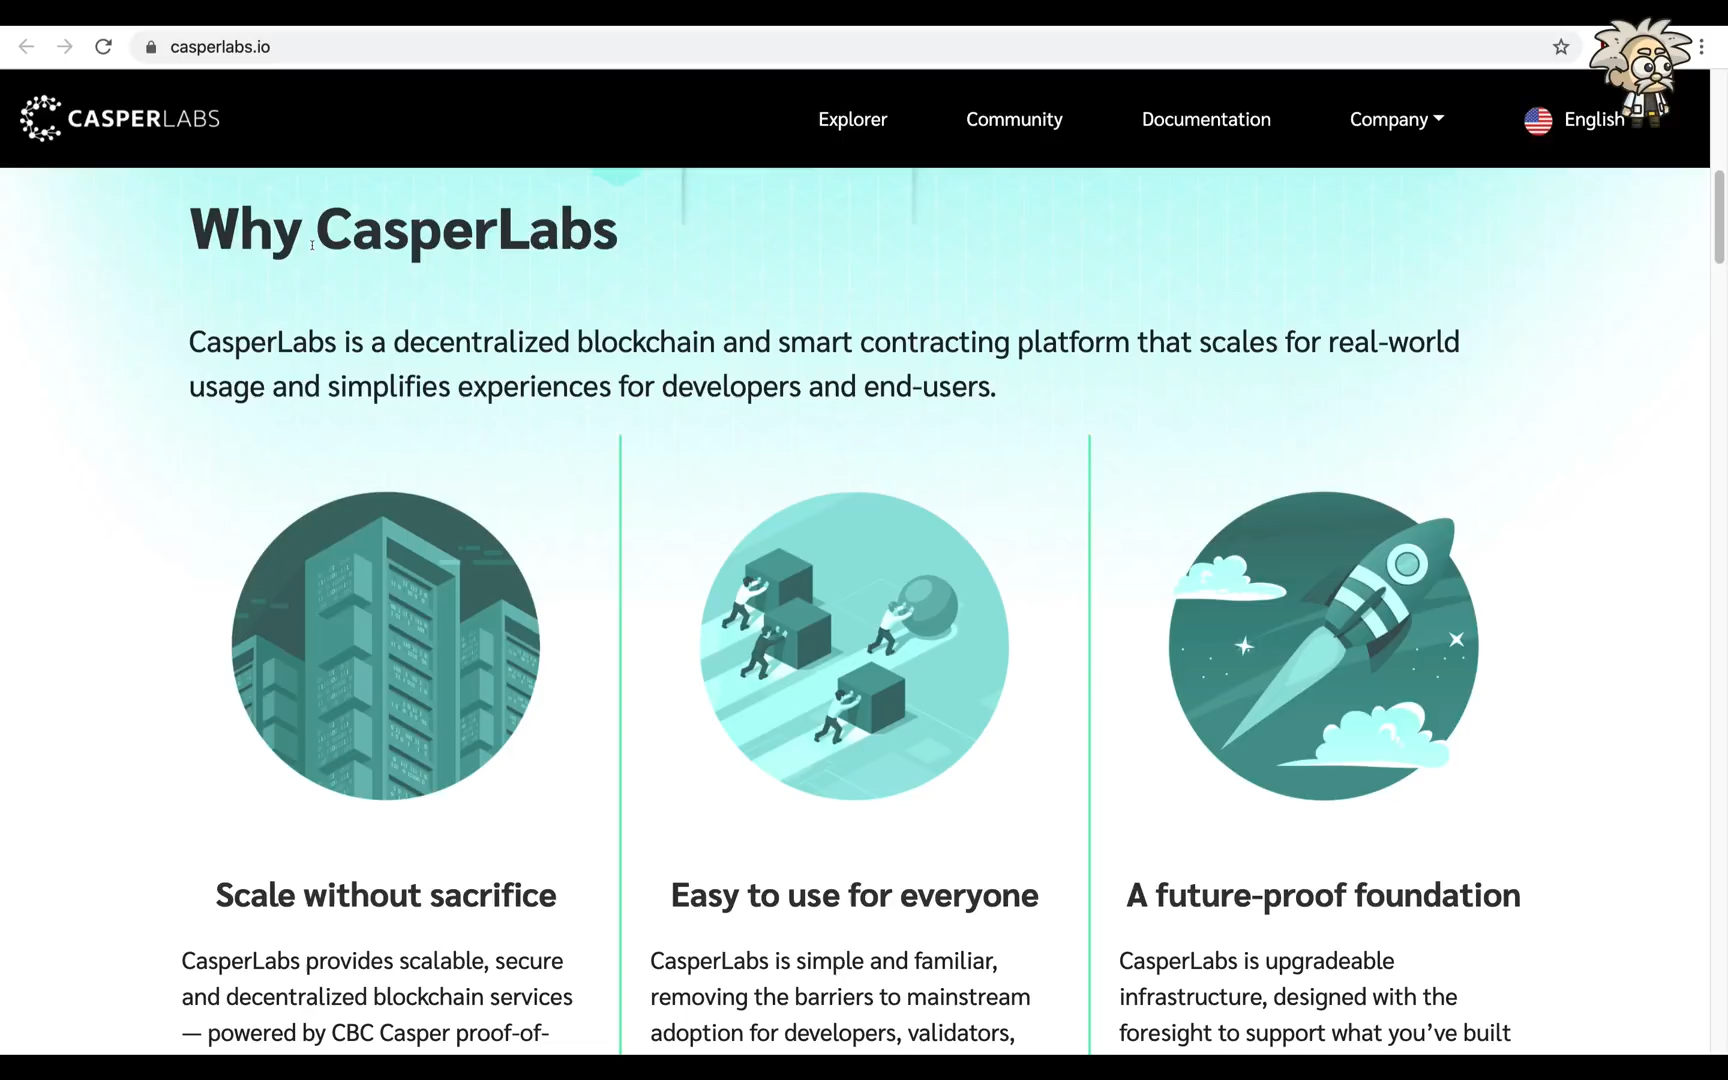 casperlabs.io
CASPERLABS
Explorer
Community
Documentation
Company
English
Why CasperLabs
CasperLabs is a decentralized blockchain and smart contracting platform that scales for real-world
usage and simplifies experiences for developers and end-users.
Scale without sacrifice
CasperLabs provides scalable, secure
and decentralized blockchain services
— powered by CBC Casper proof-of-
Easy to use for everyone
CasperLabs is simple and familiar,
removing the barriers to mainstream
adoption for developers, validators,
A future-proof foundation
CasperLabs is upgradeable
infrastructure, designed with the
foresight to support what you’ve built